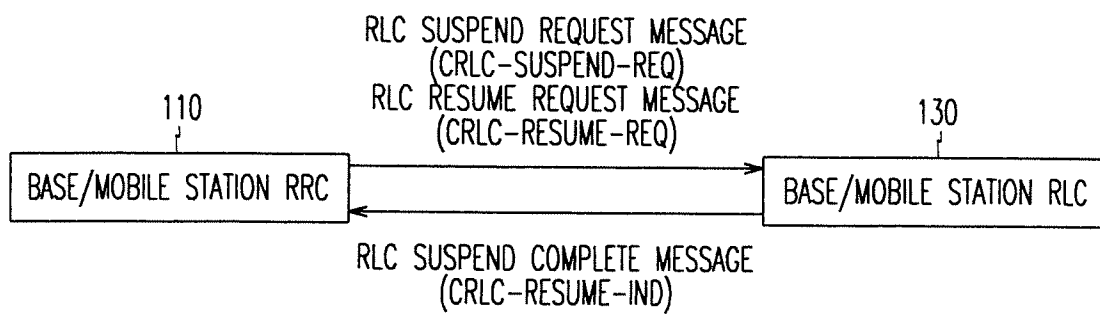 RLC SUSPEND REQUEST MESSAGE
(CRLC-SUSPEND-REQ)
RLC RESUME REQUEST MESSAGE
(CRLC-RESUME-REQ)
110
130
BASE/MOBILE STATION RRC
BASE/MOBILE STATION RLC
RLC SUSPEND COMPLETE MESSAGE
(CRLC-RESUME-IND)